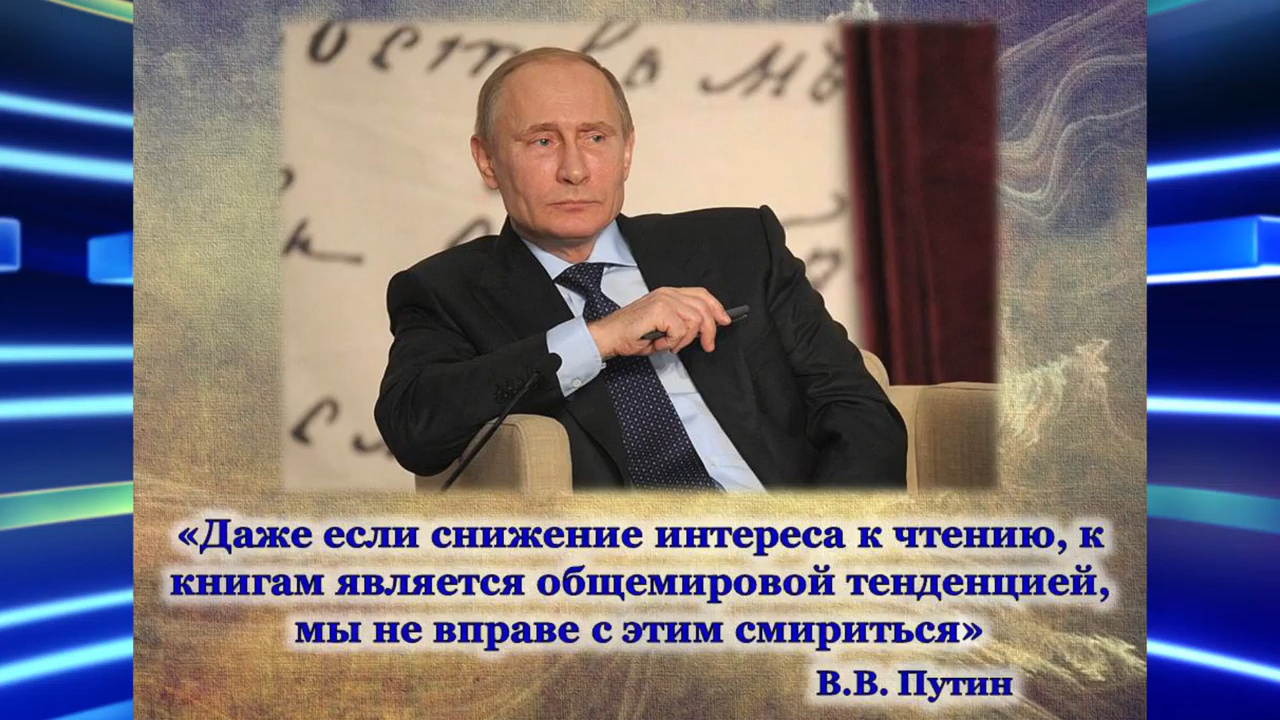 «Даже если снижение интереса к чтению, к
книгам является общемировой тенденцией,
мы не вправе с этим смириться»
В.В. Путин